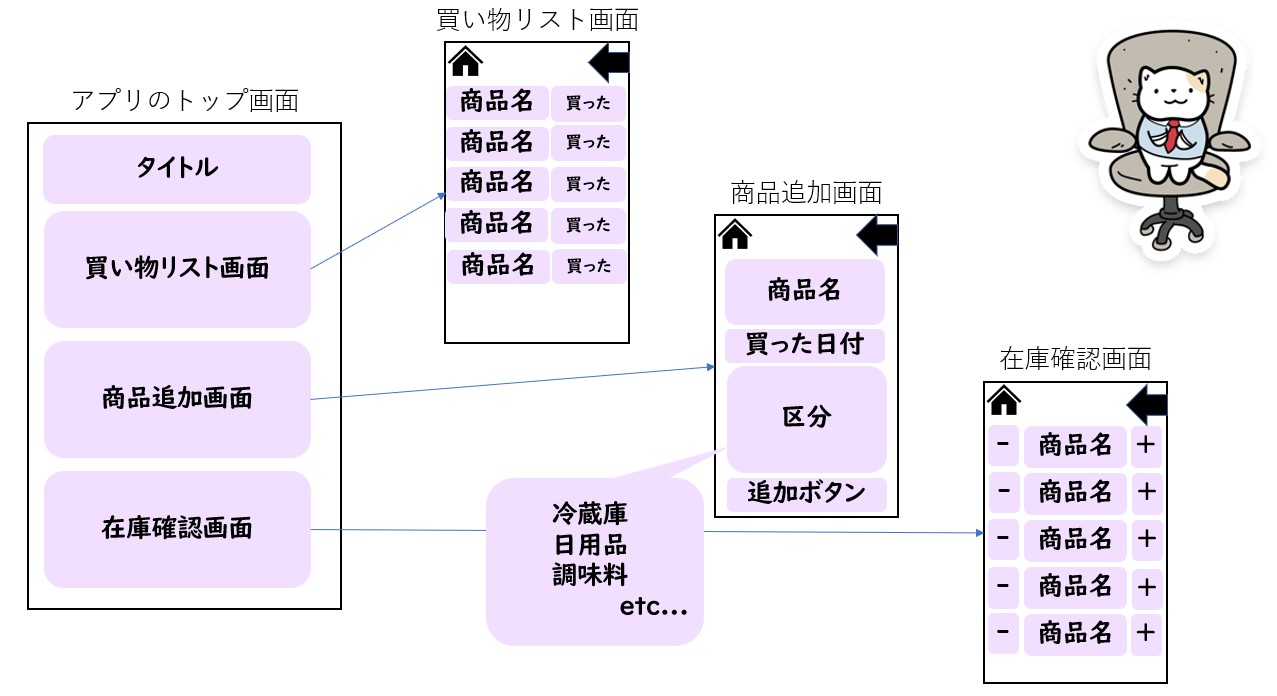 アプリのトップ画面
タイトル
買い物リスト画面
商品追加画面
在庫確認画面
買い物リスト画面
商品名 買った
商品名 買った
商品名 買った
商品名 買った
商品名 買った
商品追加画面
商品名
買った日付
区分
追加ボタン
冷蔵庫
日用品
調味料
etc...
在庫確認画面
- 商品名 +
- 商品名 +
- 商品名 +
- 商品名 +
- 商品名 +